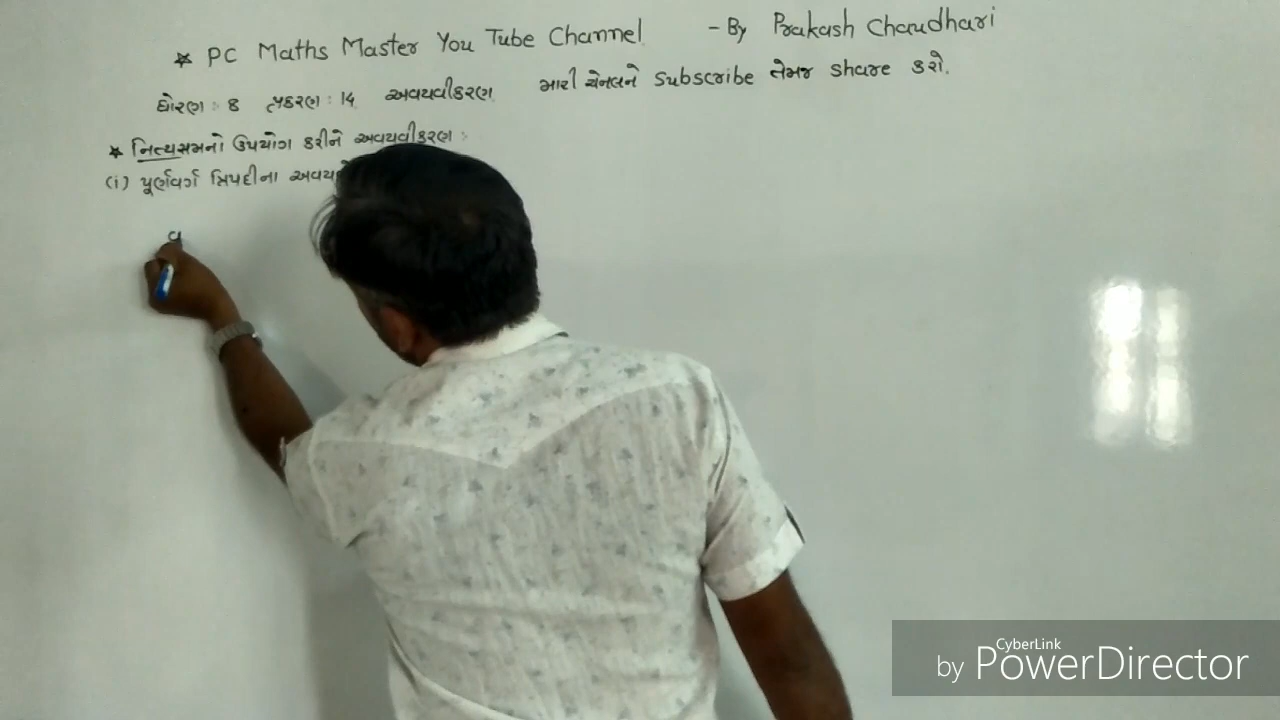 ★ PC Maths Master You Tube Channel - By Prakash Chaudhari
ધોરણ : 8 પ્રકરણ : 14 અવયવીકરણ મારી ચેનલને Subscribe તેમજ share કરો.
★ નિત્યસમનો ઉપયોગ કરીને અવયવીકરણ :
(i) પૂર્ણવર્ગ ત્રિપદીના
CyberLink
by PowerDirector